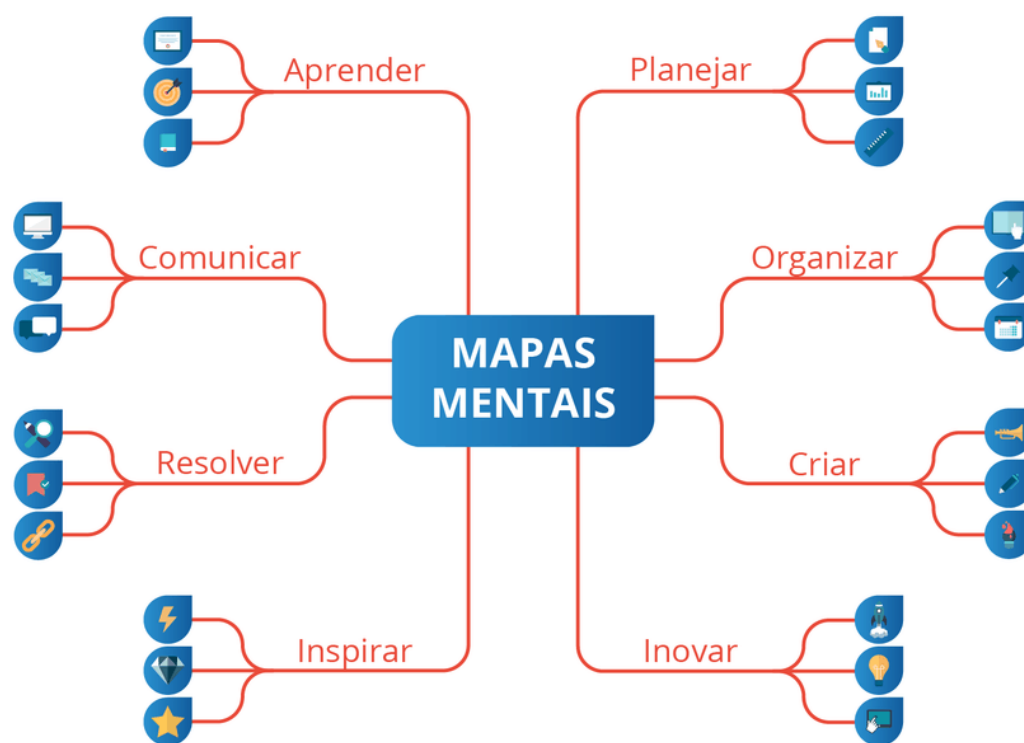 Aprender
Planejar
Comunicar
Organizar
MAPAS
MENTAIS
Resolver
Criar
Inspirar
Inovar